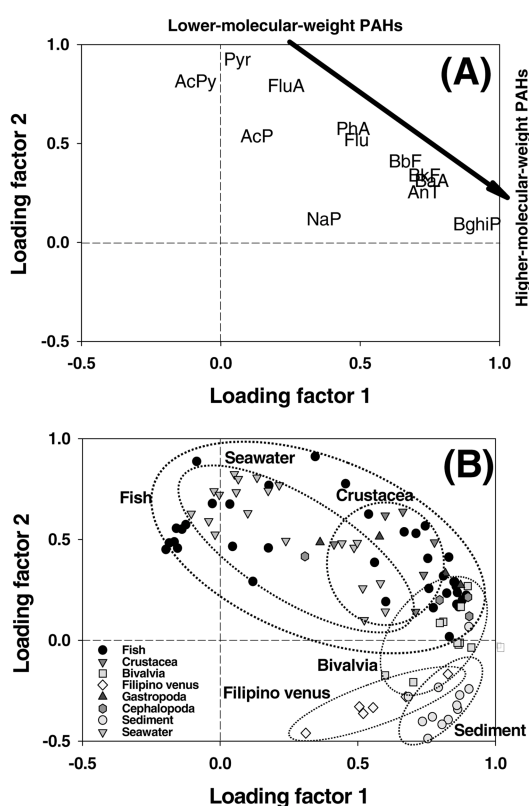 Lower-molecular-weight PAHs
1.0
Pyr
AcPy
FluA
(A)
PhA
Flu
0.5
AcP
BbF
BkF
BaA
AnT
NaP
BghiP
0.0
-0.5
-0.5 0.0 0.5 1.0
Loading factor 1
Loading factor 2
Higher-molecular-weight PAHs
1.0
Seawater
(B)
Fish
Crustacea
0.5
0.0
Bivalvia
Filipino venus
Sediment
Fish
Crustacea
Bivalvia
Filipino venus
Gastropoda
Cephalopoda
Sediment
Seawater
-0.5
-0.5 0.0 0.5 1.0
Loading factor 1
Loading factor 2